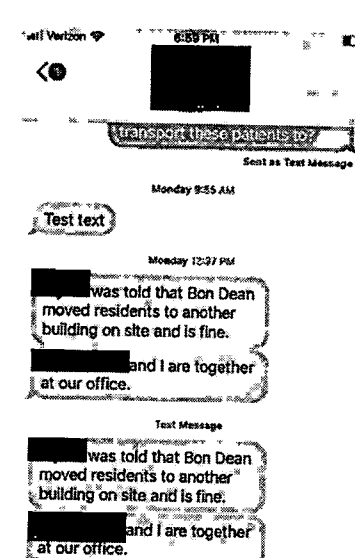 Verizon
6:59 PM
transport these patients to?
Sent as Text Message
Monday 9:55 AM
Test text
Monday 12:37 PM
was told that Bon Dean
moved residents to another
building on site and is fine.
and I are together
at our office.
Text Message
was told that Bon Dean
moved residents to another
building on site and is fine.
and I are together
at our office.